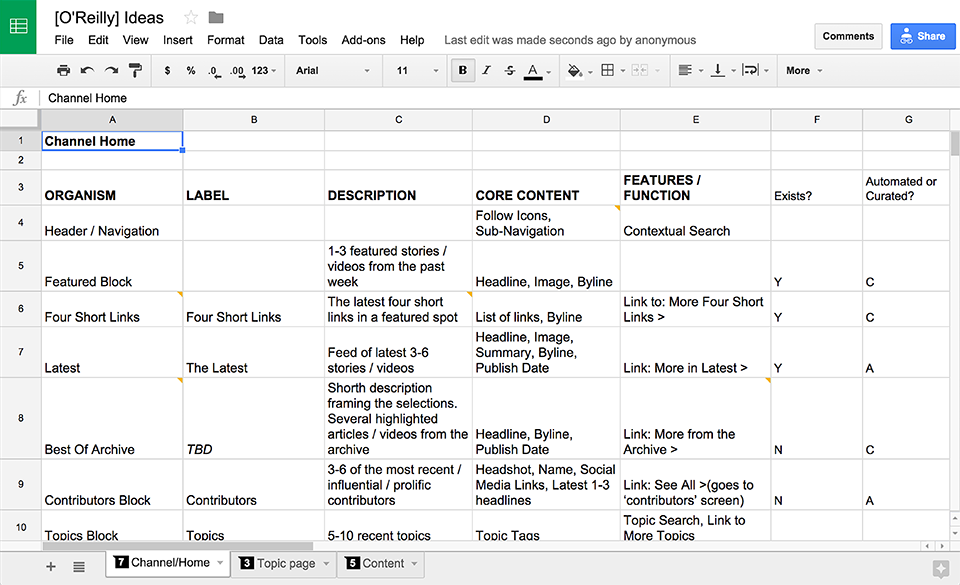 [O'Reilly] Ideas
File Edit View Insert Format Data Tools Add-ons Help Last edit was made seconds ago by anonymous
Comments Share
$ % .0 .00 123 Arial 11 B I S A More
fx Channel Home
A B C D E F G
1 Channel Home
2
3 ORGANISM LABEL DESCRIPTION CORE CONTENT
FEATURES /
FUNCTION
Exists?
Automated or
Curated?
4 Header / Navigation
Follow Icons,
Sub-Navigation
Contextual Search
5 Featured Block
1-3 featured stories /
videos from the past
week
Headline, Image, Byline
Y C
6 Four Short Links Four Short Links
The latest four short
links in a featured spot
List of links, Byline
Link to: More Four Short
Links >
Y C
7 Latest The Latest
Feed of latest 3-6
stories / videos
Headline, Image,
Summary, Byline,
Publish Date
Link: More in Latest >
Y A
8 Best Of Archive TBD
Shorth description
framing the selections.
Several highlighted
articles / videos from the
archive
Headline, Byline,
Publish Date
Link: More from the
Archive >
N C
9 Contributors Block Contributors
3-6 of the most recent /
influential / prolific
contributors
Headshot, Name, Social
Media Links, Latest 1-3
headlines
Link: See All >(goes to
‘contributors’ screen)
N A
10 Topics Block Topics 5-10 recent topics Topic Tags
Topic Search, Link to
More Topics
7 Channel/Home 3 Topic page 5 Content